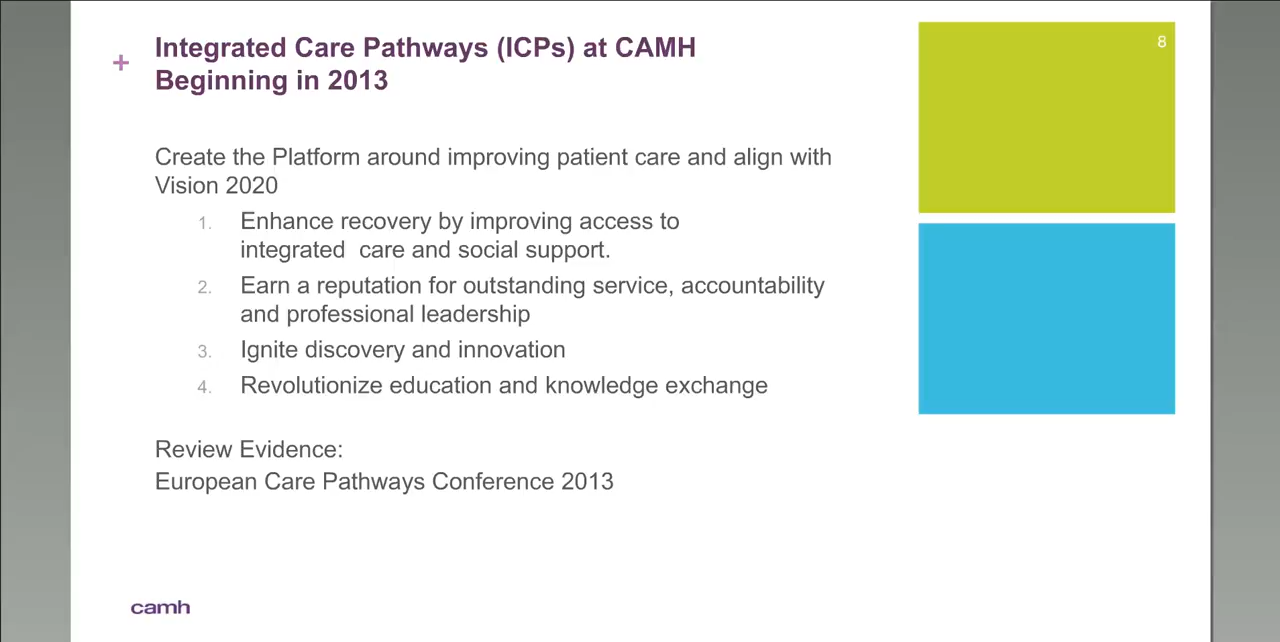 8
+ Integrated Care Pathways (ICPs) at CAMH
Beginning in 2013
Create the Platform around improving patient care and align with
Vision 2020
1. Enhance recovery by improving access to
integrated  care and social support.
2. Earn a reputation for outstanding service, accountability
and professional leadership
3. Ignite discovery and innovation
4. Revolutionize education and knowledge exchange
Review Evidence:
European Care Pathways Conference 2013
camh